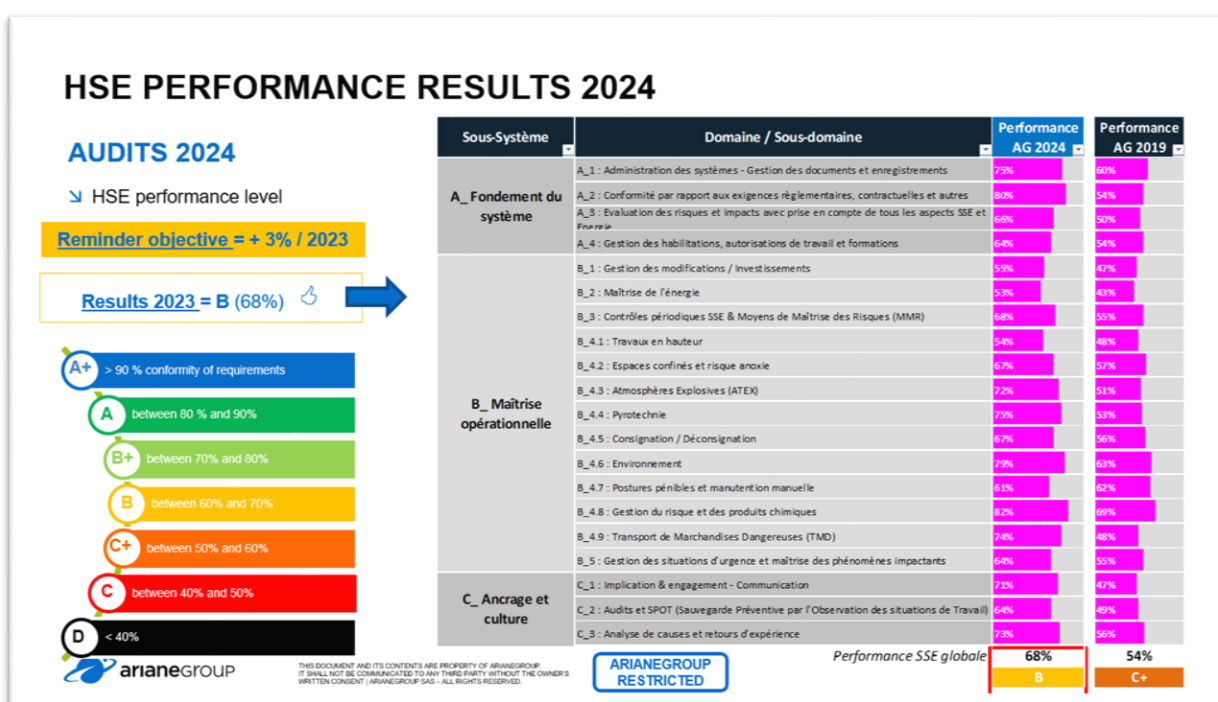 HSE PERFORMANCE RESULTS 2024
AUDITS 2024
HSE performance level
Reminder objective = + 3% / 2023
Results 2023 = B (68%)
A+ > 90 % conformity of requirements
A between 80 % and 90%
B+ between 70% and 80%
B between 60% and 70%
C+ between 50% and 60%
C between 40% and 50%
D < 40%
Sous-Système Domaine / Sous-domaine Performance AG 2024 Performance AG 2019
A_ Fondement du système
A_1 : Administration des systèmes - Gestion des documents et enregistrements 75% 60%
A_2 : Conformité par rapport aux exigences règlementaires, contractuelles et autres 80% 54%
A_3 : Evaluation des risques et impacts avec prise en compte de tous les aspects SSE et
Energie 66% 50%
A_4 : Gestion des habilitations, autorisations de travail et formations 64% 54%
B_ Maîtrise opérationnelle
B_1 : Gestion des modifications / Investissements 55% 47%
B_2 : Maîtrise de l'énergie 53% 43%
B_3 : Contrôles périodiques SSE & Moyens de Maîtrise des Risques (MMR) 68% 55%
B_4.1 : Travaux en hauteur 54% 48%
B_4.2 : Espaces confinés et risque anoxie 67% 57%
B_4.3 : Atmosphères Explosives (ATEX) 72% 51%
B_4.4 : Pyrotechnie 75% 53%
B_4.5 : Consignation / Déconsignation 67% 56%
B_4.6 : Environnement 79% 63%
B_4.7 : Postures pénibles et manutention manuelle 61% 62%
B_4.8 : Gestion du risque et des produits chimiques 82% 69%
B_4.9 : Transport de Marchandises Dangereuses (TMD) 74% 48%
B_5 : Gestion des situations d'urgence et maîtrise des phénomènes impactants 64% 55%
C_ Ancrage et culture
C_1 : Implication & engagement - Communication 71% 47%
C_2 : Audits et SPOT (Sauvegarde Préventive par l'Observation des situations de Travail) 64% 49%
C_3 : Analyse de causes et retours d'expérience 73% 56%
Performance SSE globale 68% 54%
B C+
arianeGROUP
THIS DOCUMENT AND ITS CONTENTS ARE PROPERTY OF ARIANEGROUP.
IT SHALL NOT BE COMMUNICATED TO ANY THIRD PARTY WITHOUT THE OWNER'S
WRITTEN CONSENT | ARIANEGROUP SAS – ALL RIGHTS RESERVED.
ARIANEGROUP
RESTRICTED